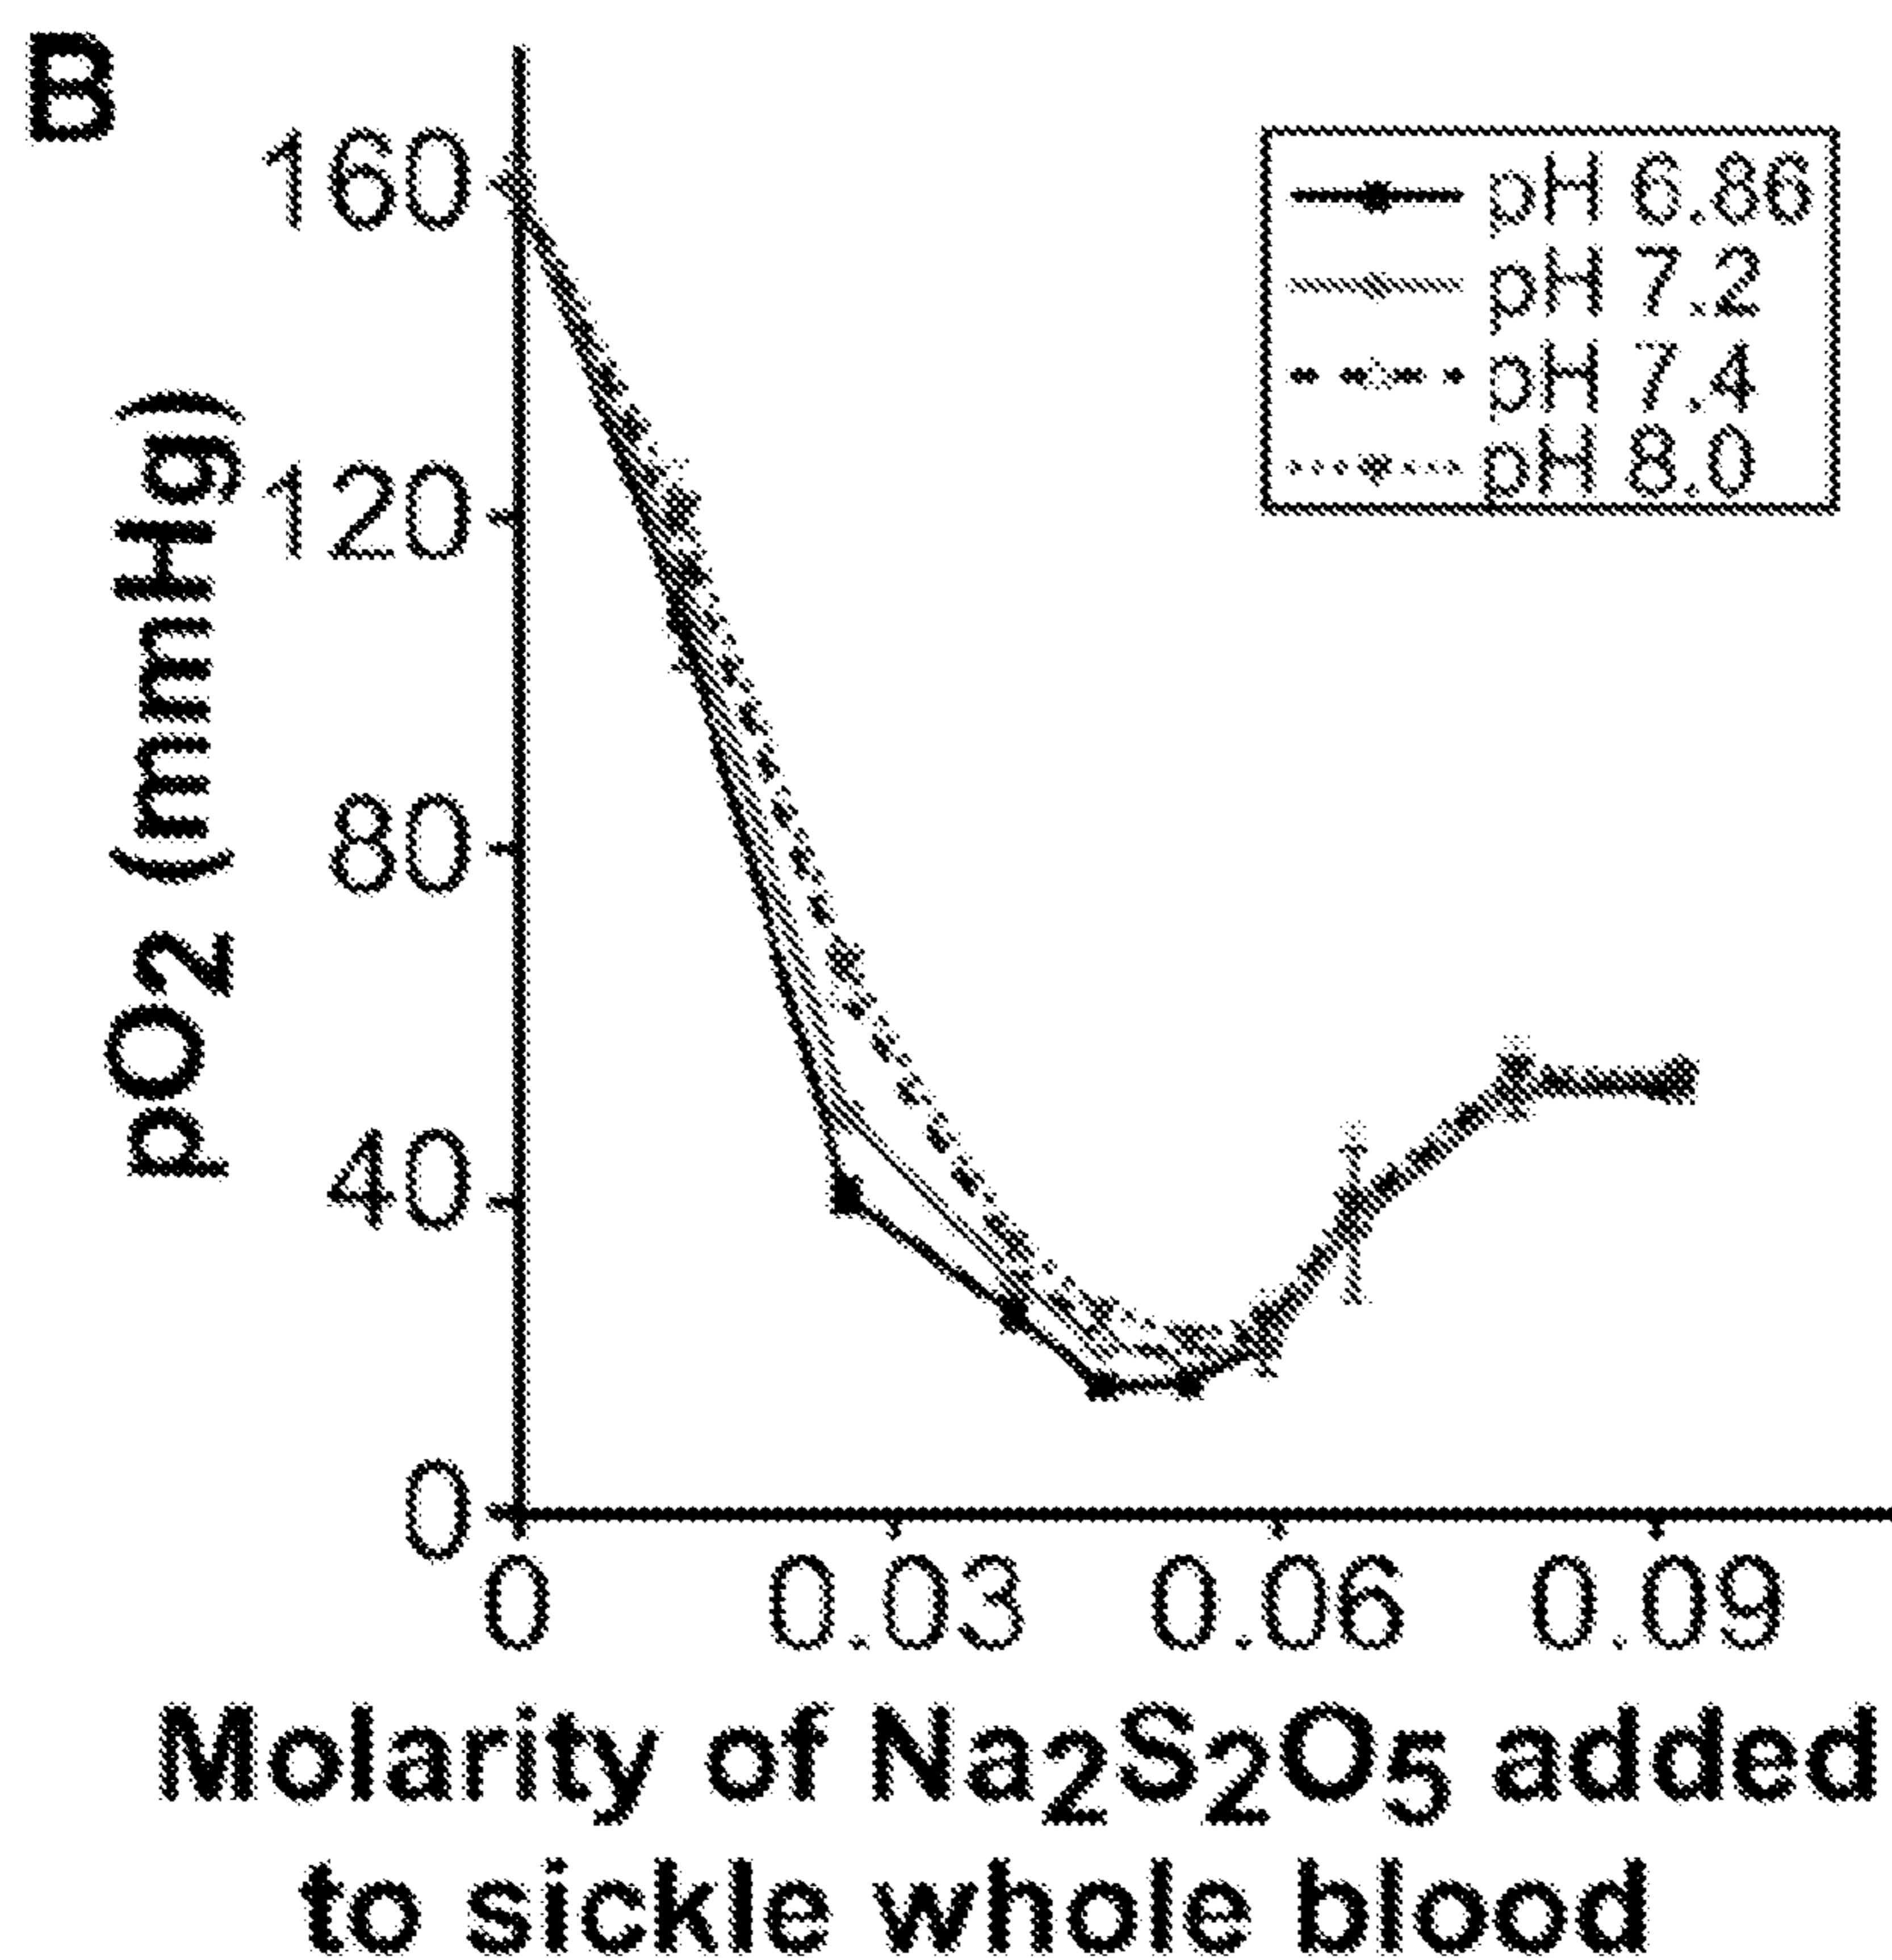 B
160
120
80
40
0
pO2 (mmHg)
pH 6.86
pH 7.2
pH 7.4
pH 8.0
0 0.03 0.06 0.09
Molarity of Na2S2O5 added
to sickle whole blood